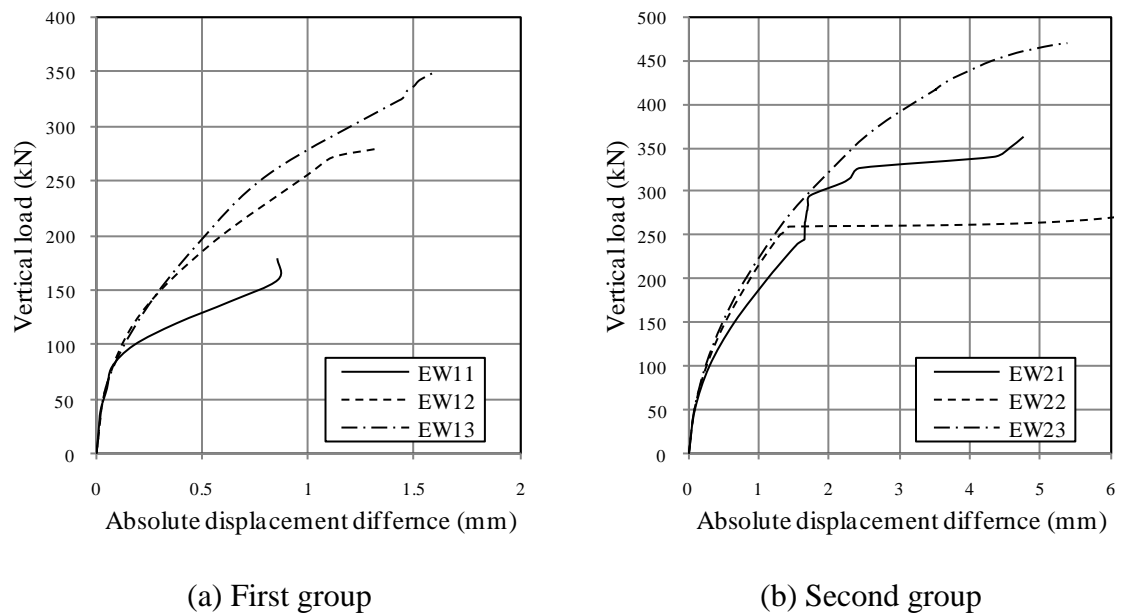 400
350
300
250
200
150
100
50
0
Vertical load (kN)
EW11
EW12
EW13
0 0.5 1 1.5 2
Absolute displacement differnce (mm)
(a) First group
500
450
400
350
300
250
200
150
100
50
0
Vertical load (kN)
EW21
EW22
EW23
0 1 2 3 4 5 6
Absolute displacement differnce (mm)
(b) Second group